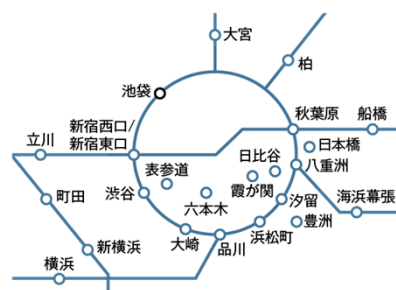 大宮
柏
池袋
秋葉原
船橋
新宿西口/
新宿東口
立川
日本橋
日比谷
八重洲
表参道
霞が関
渋谷
六本木
汐留
海浜幕張
町田
豊洲
浜松町
大崎
品川
新横浜
横浜